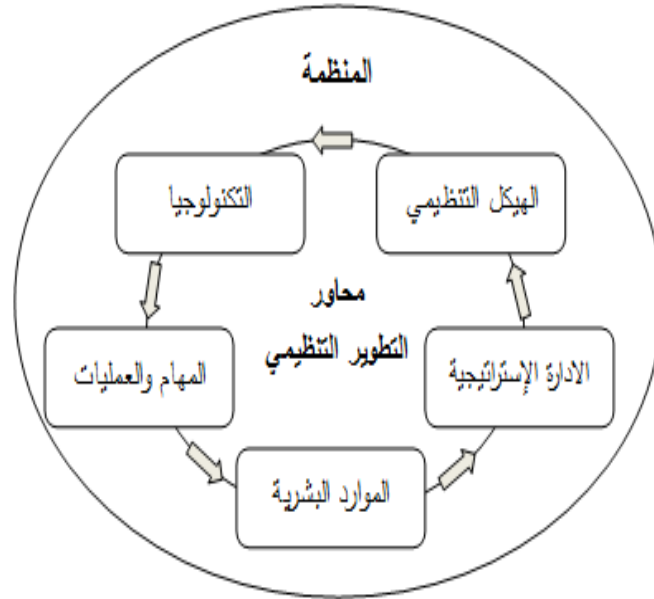 المنظمة
الهيكل التنظيمي
التكنولوجيا
محاور
التطوير التنظيمي
الادارة الإستراتيجية
المهام والعمليات
الموارد البشرية